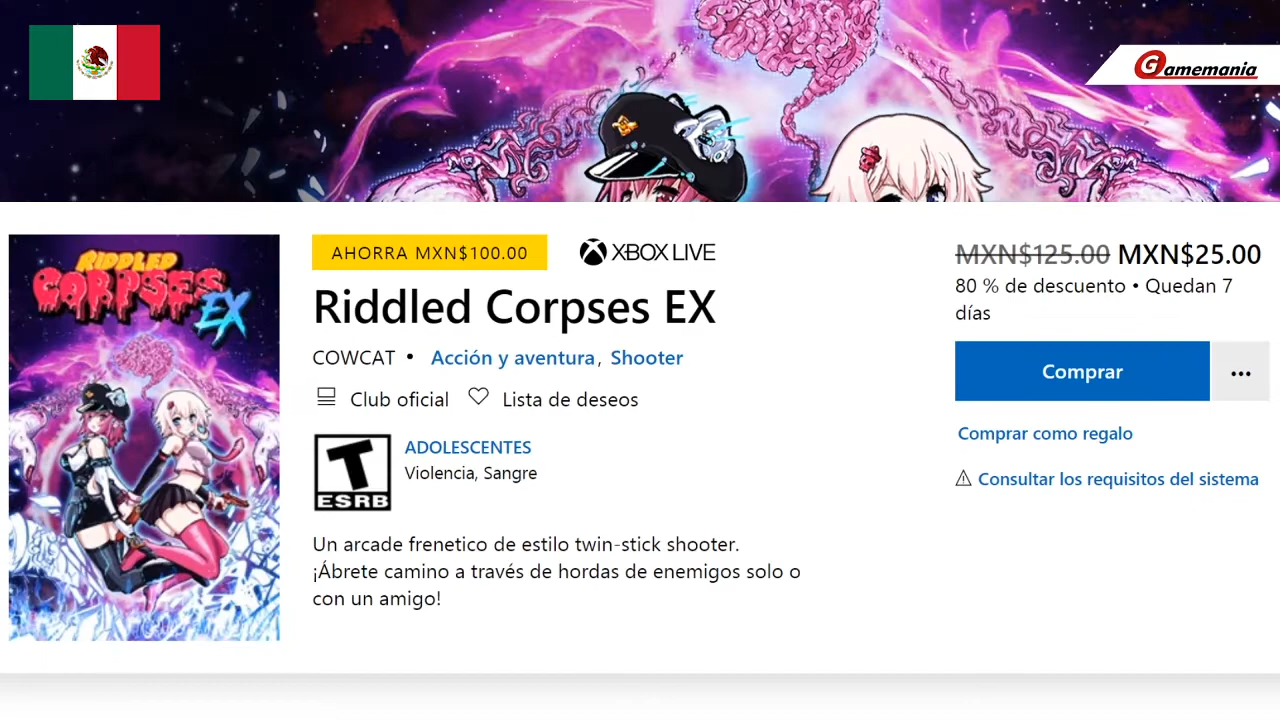 Gamemania
RIDDLED
CORPSES
EX
AHORRA MXN$100.00
XBOX LIVE
Riddled Corpses EX
COWCAT • Acción y aventura, Shooter
Club oficial Lista de deseos
T
ESRB
ADOLESCENTES
Violencia, Sangre
Un arcade frenetico de estilo twin-stick shooter.
¡Ábrete camino a través de hordas de enemigos solo o
con un amigo!
MXN$125.00 MXN$25.00
80 % de descuento • Quedan 7
días
Comprar
...
Comprar como regalo
Consultar los requisitos del sistema